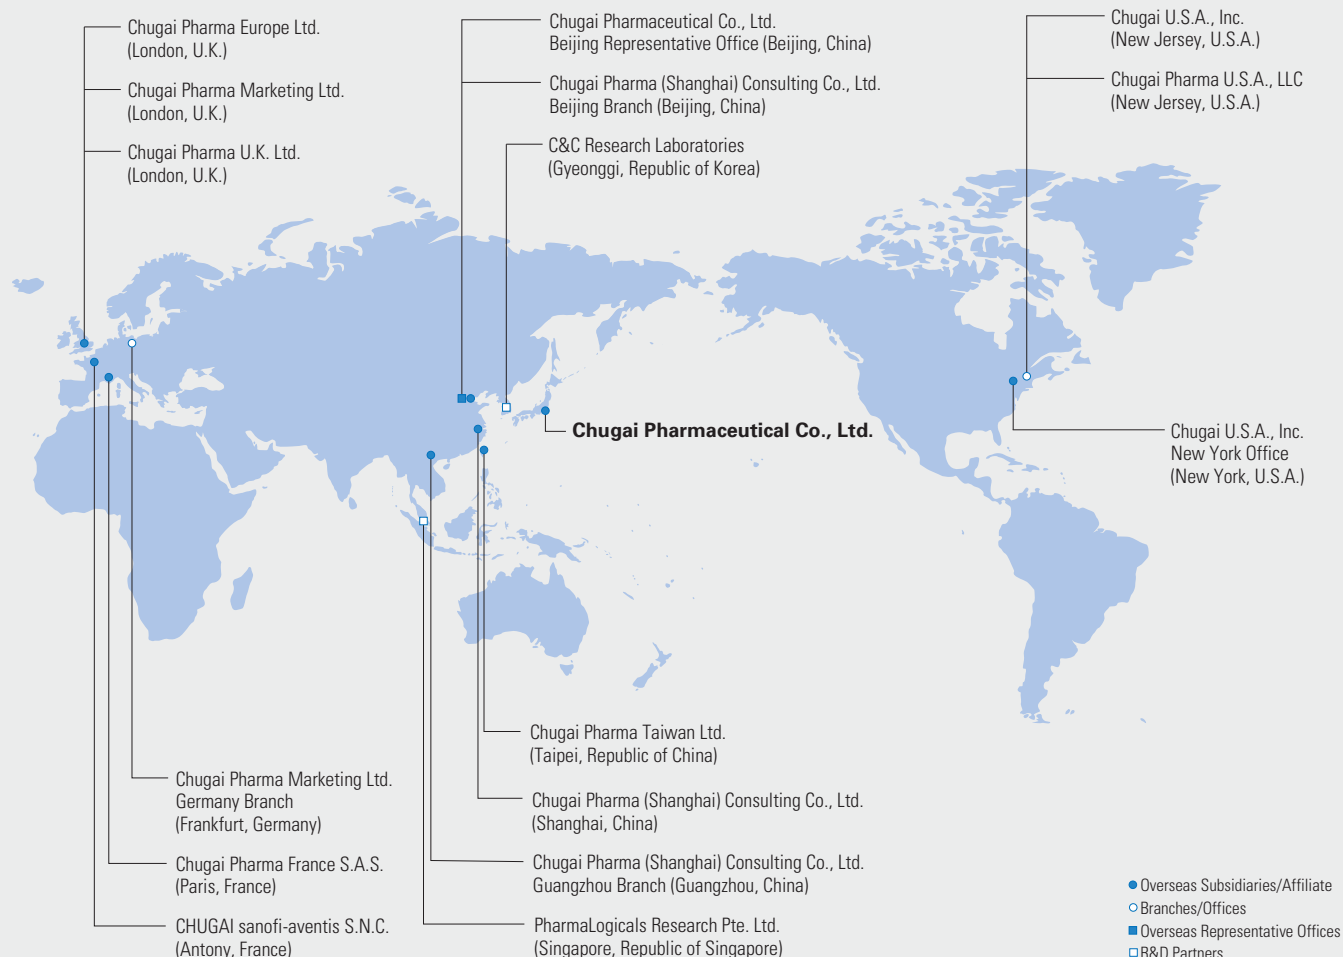 Chugai Pharma Europe Ltd.
(London, U.K.)
Chugai Pharma Marketing Ltd.
(London, U.K.)
Chugai Pharma U.K. Ltd.
(London, U.K.)
Chugai Pharmaceutical Co., Ltd.
Beijing Representative Office (Beijing, China)
Chugai Pharma (Shanghai) Consulting Co., Ltd.
Beijing Branch (Beijing, China)
C&C Research Laboratories
(Gyeonggi, Republic of Korea)
Chugai U.S.A., Inc.
(New Jersey, U.S.A.)
Chugai Pharma U.S.A., LLC
(New Jersey, U.S.A.)
Chugai Pharmaceutical Co., Ltd.
Chugai U.S.A., Inc.
New York Office
(New York, U.S.A.)
Chugai Pharma Marketing Ltd.
Germany Branch
(Frankfurt, Germany)
Chugai Pharma France S.A.S.
(Paris, France)
CHUGAI sanofi-aventis S.N.C.
(Antony, France)
Chugai Pharma Taiwan Ltd.
(Taipei, Republic of China)
Chugai Pharma (Shanghai) Consulting Co., Ltd.
(Shanghai, China)
Chugai Pharma (Shanghai) Consulting Co., Ltd.
Guangzhou Branch (Guangzhou, China)
PharmaLogicals Research Pte. Ltd.
(Singapore, Republic of Singapore)
Overseas Subsidiaries/Affiliate
Branches/Offices
Overseas Representative Offices
R&D Partners